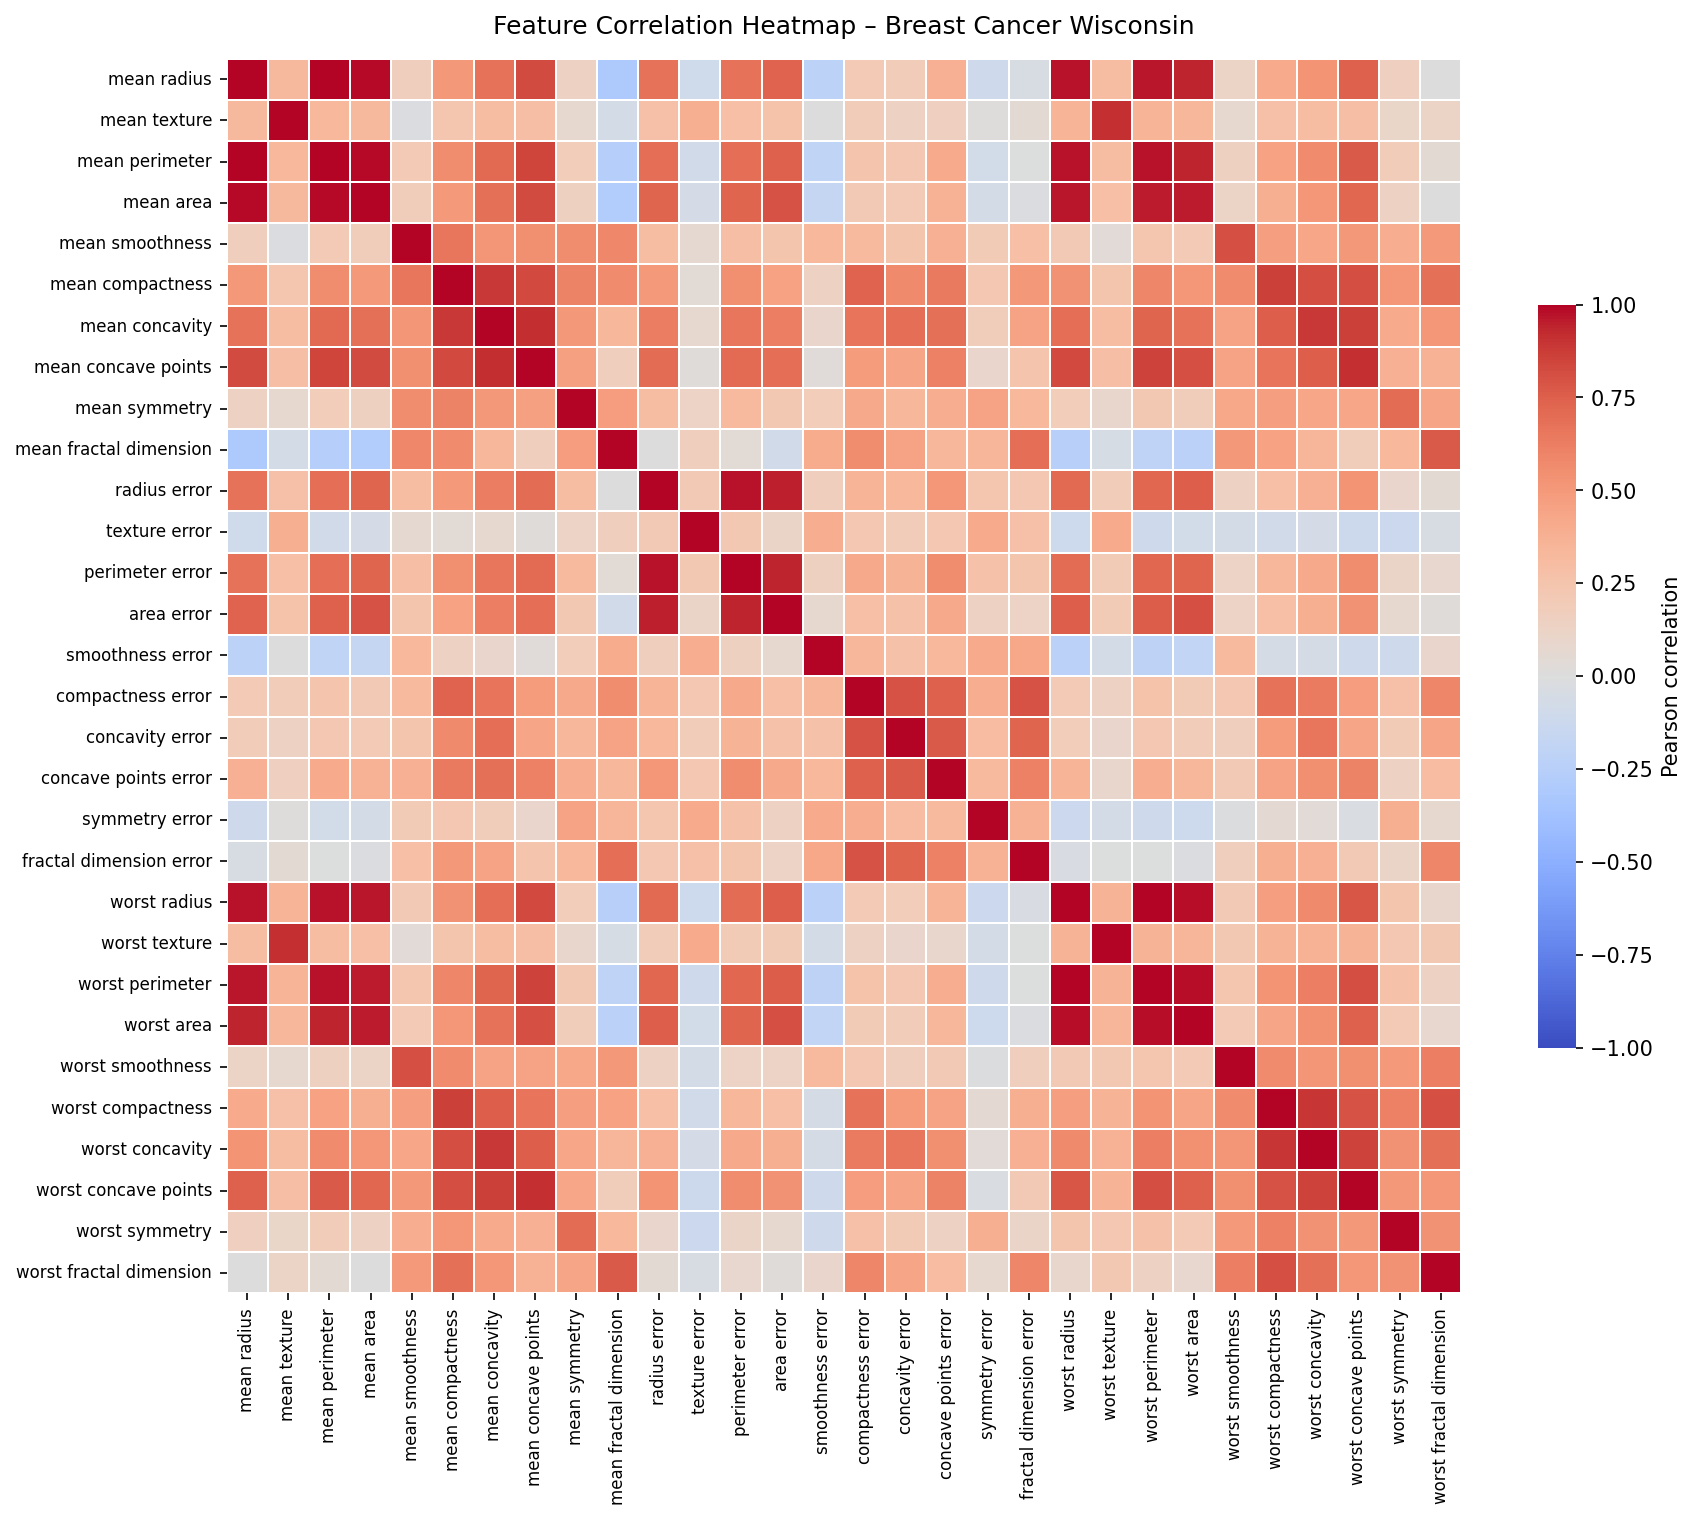 Feature Correlation Heatmap – Breast Cancer Wisconsin
mean radius
mean texture
mean perimeter
mean area
mean smoothness
mean compactness
mean concavity
mean concave points
mean symmetry
mean fractal dimension
radius error
texture error
perimeter error
area error
smoothness error
compactness error
concavity error
concave points error
symmetry error
fractal dimension error
worst radius
worst texture
worst perimeter
worst area
worst smoothness
worst compactness
worst concavity
worst concave points
worst symmetry
worst fractal dimension
mean radius
mean texture
mean perimeter
mean area
mean smoothness
mean compactness
mean concavity
mean concave points
mean symmetry
mean fractal dimension
radius error
texture error
perimeter error
area error
smoothness error
compactness error
concavity error
concave points error
symmetry error
fractal dimension error
worst radius
worst texture
worst perimeter
worst area
worst smoothness
worst compactness
worst concavity
worst concave points
worst symmetry
worst fractal dimension
1.00
0.75
0.50
0.25
0.00
−0.25
−0.50
−0.75
−1.00
Pearson correlation